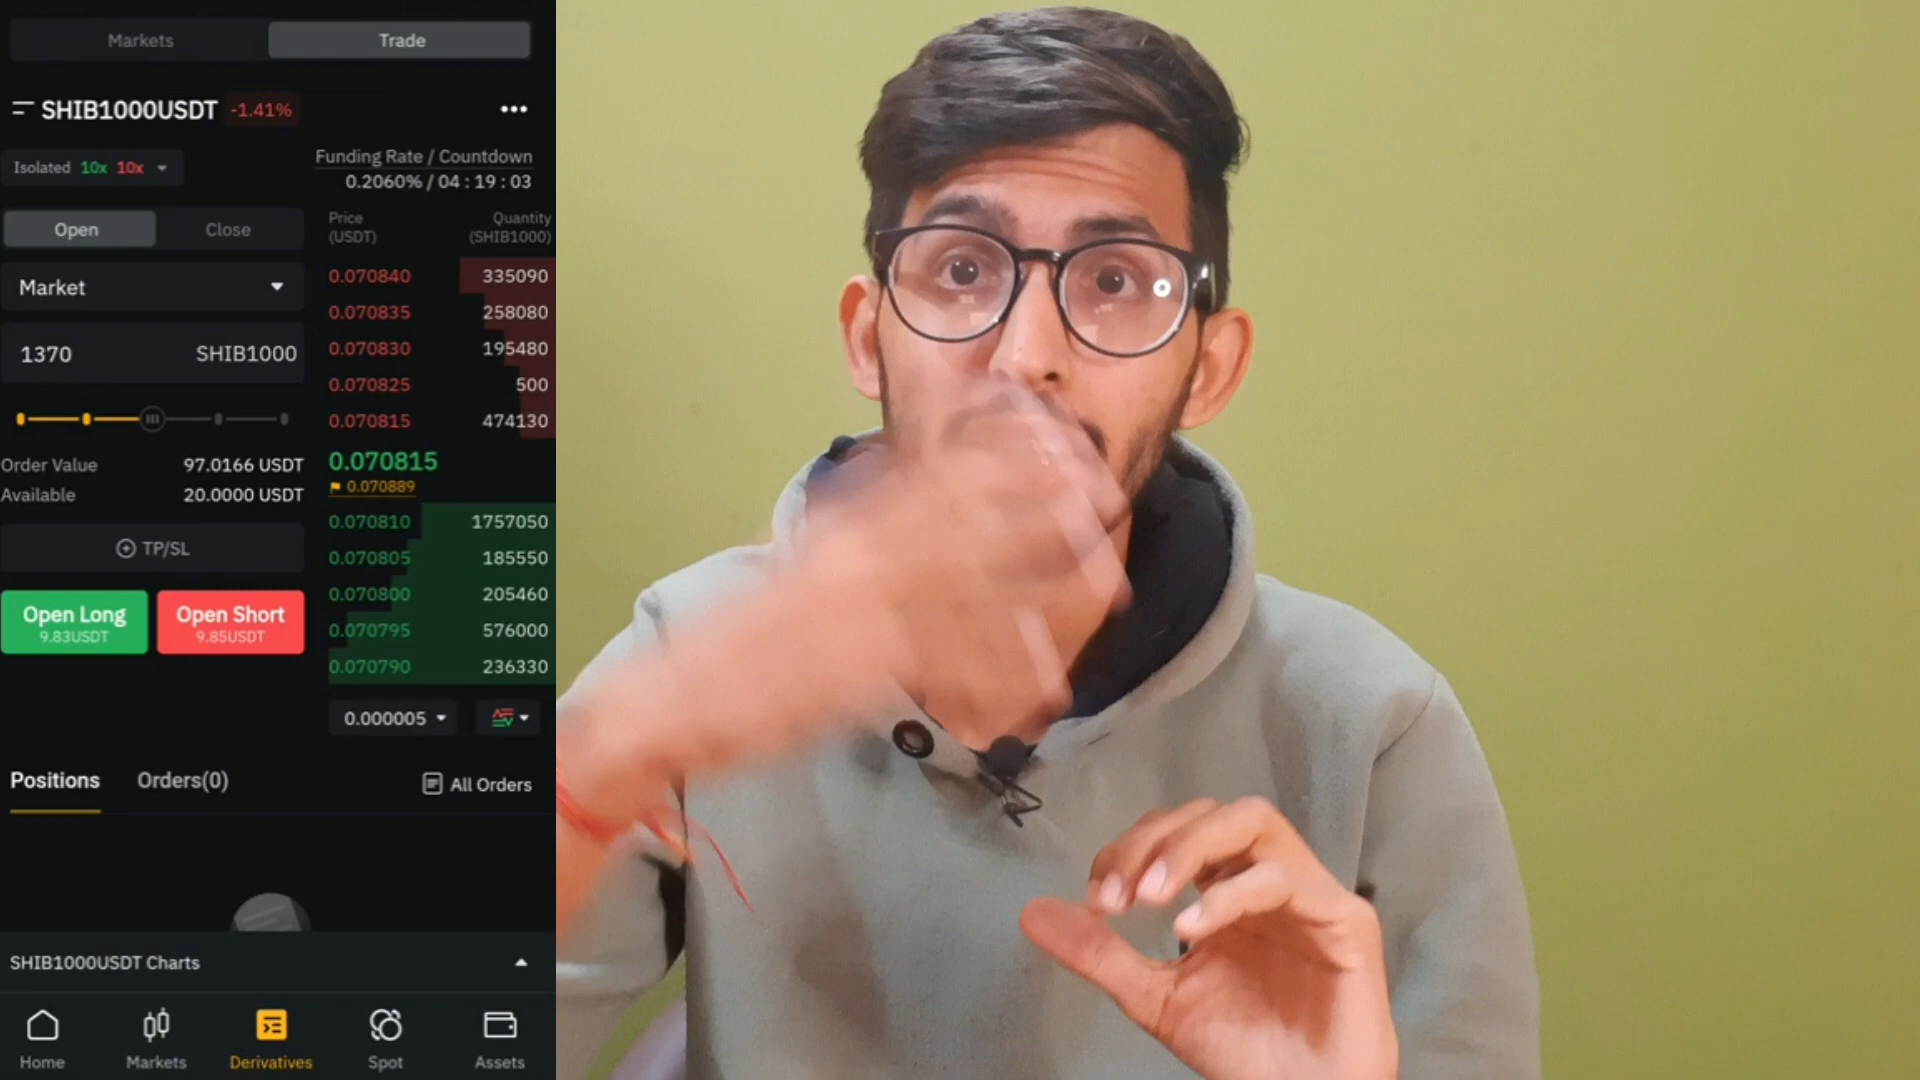 Markets
Trade
SHIB1000USDT -1.41%
•••
Isolated 10x 10x
Funding Rate / Countdown
0.2060% / 04 : 19 : 03
Open
Close
Market
1370 SHIB1000
Order Value 97.0166 USDT
Available 20.0000 USDT
TP/SL
Open Long
9.83USDT
Open Short
9.85USDT
Price
(USDT)
Quantity
(SHIB1000)
0.070840 335090
0.070835 258080
0.070830 195480
0.070825 500
0.070815 474130
0.070815
0.070889
0.070810 1757050
0.070805 185550
0.070800 205460
0.070795 576000
0.070790 236330
0.000005
Positions
Orders(0)
All Orders
SHIB1000USDT Charts
Home
Markets
Derivatives
Spot
Assets